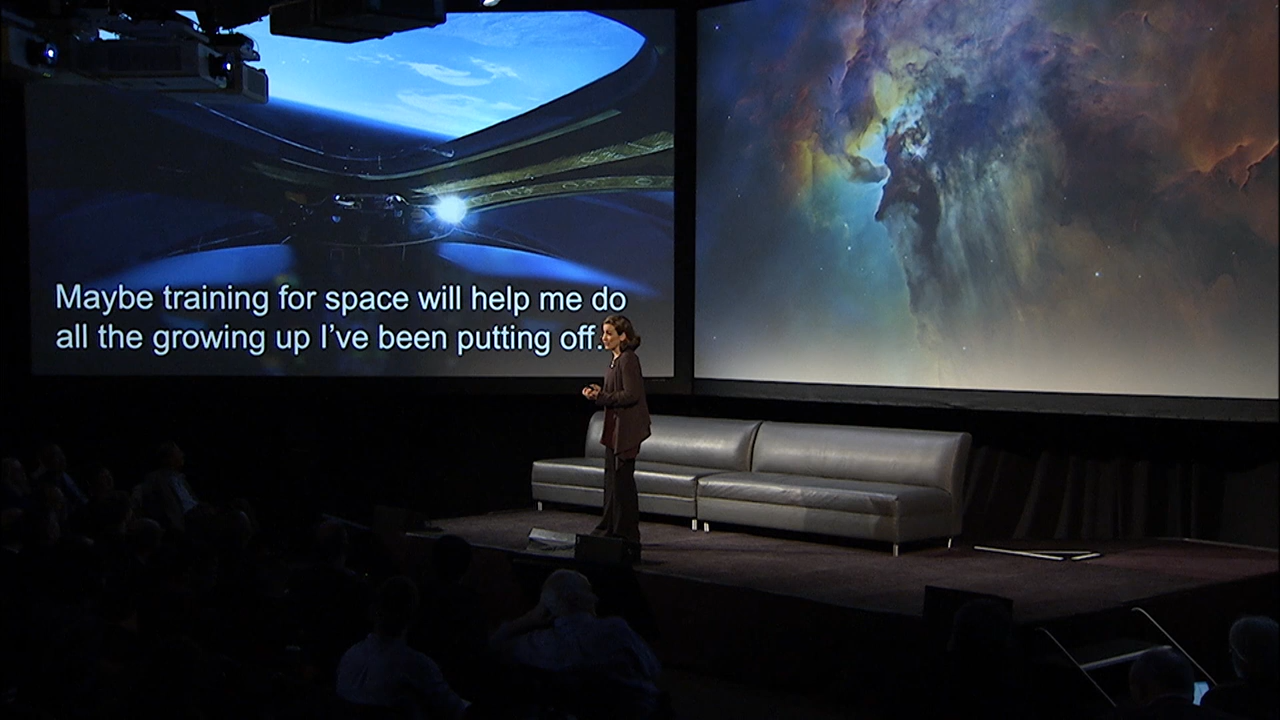 Maybe training for space will help me do
all the growing up I've been putting off.